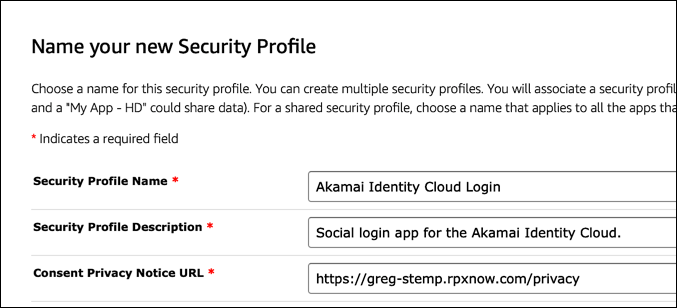 Name your new Security Profile
Choose a name for this security profile. You can create multiple security profiles. You will associate a security
and a "My App - HD" could share data). For a shared security profile, choose a name that applies to all the apps
* Indicates a required field
Security Profile Name *
Akamai Identity Cloud Login
Security Profile Description *
Social login app for the Akamai Identity Cloud.
Consent Privacy Notice URL *
https://greg-stemp.rpxnow.com/privacy